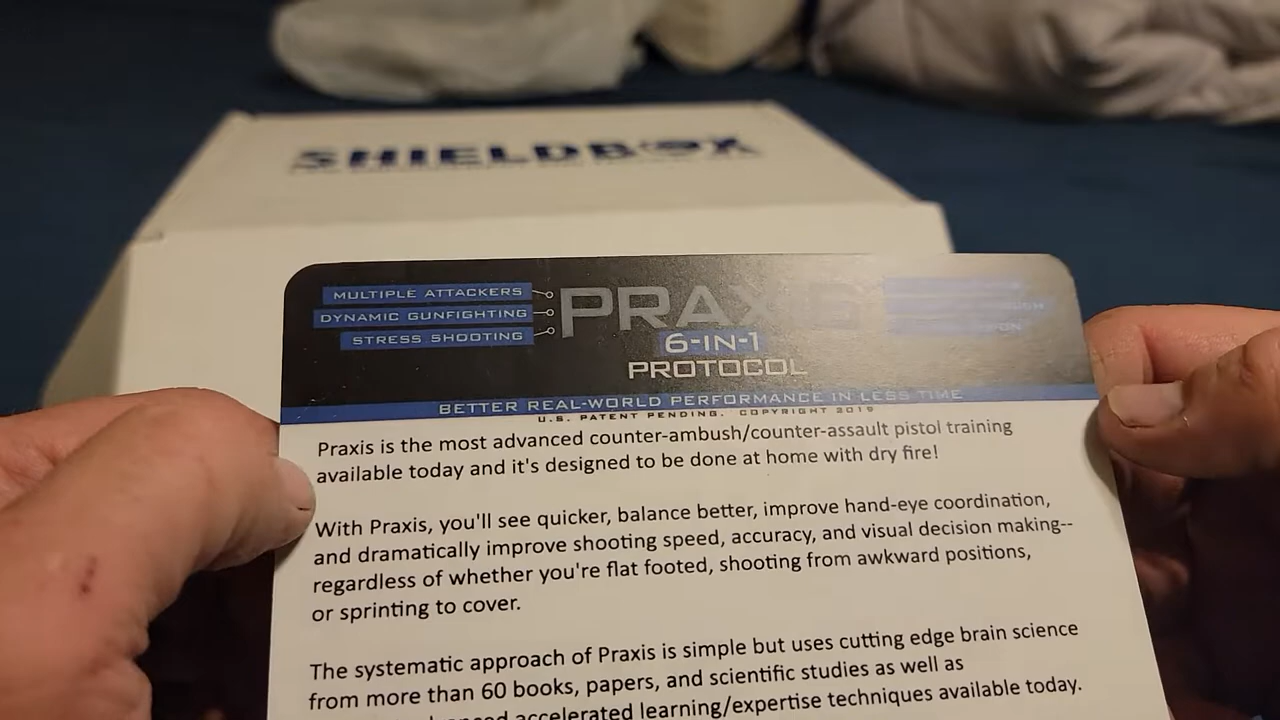 SHIELDBOX
MULTIPLE ATTACKERS
DYNAMIC GUNFIGHTING
STRESS SHOOTING
PRAXIS
6-IN-1
PROTOCOL
BETTER REAL-WORLD PERFORMANCE IN LESS TIME
U.S. PATENT PENDING. COPYRIGHT 2019
Praxis is the most advanced counter-ambush/counter-assault pistol training
available today and it's designed to be done at home with dry fire!
With Praxis, you'll see quicker, balance better, improve hand-eye coordination,
and dramatically improve shooting speed, accuracy, and visual decision making--
regardless of whether you're flat footed, shooting from awkward positions,
or sprinting to cover.
The systematic approach of Praxis is simple but uses cutting edge brain science
from more than 60 books, papers, and scientific studies as well as
accelerated learning/expertise techniques available today.